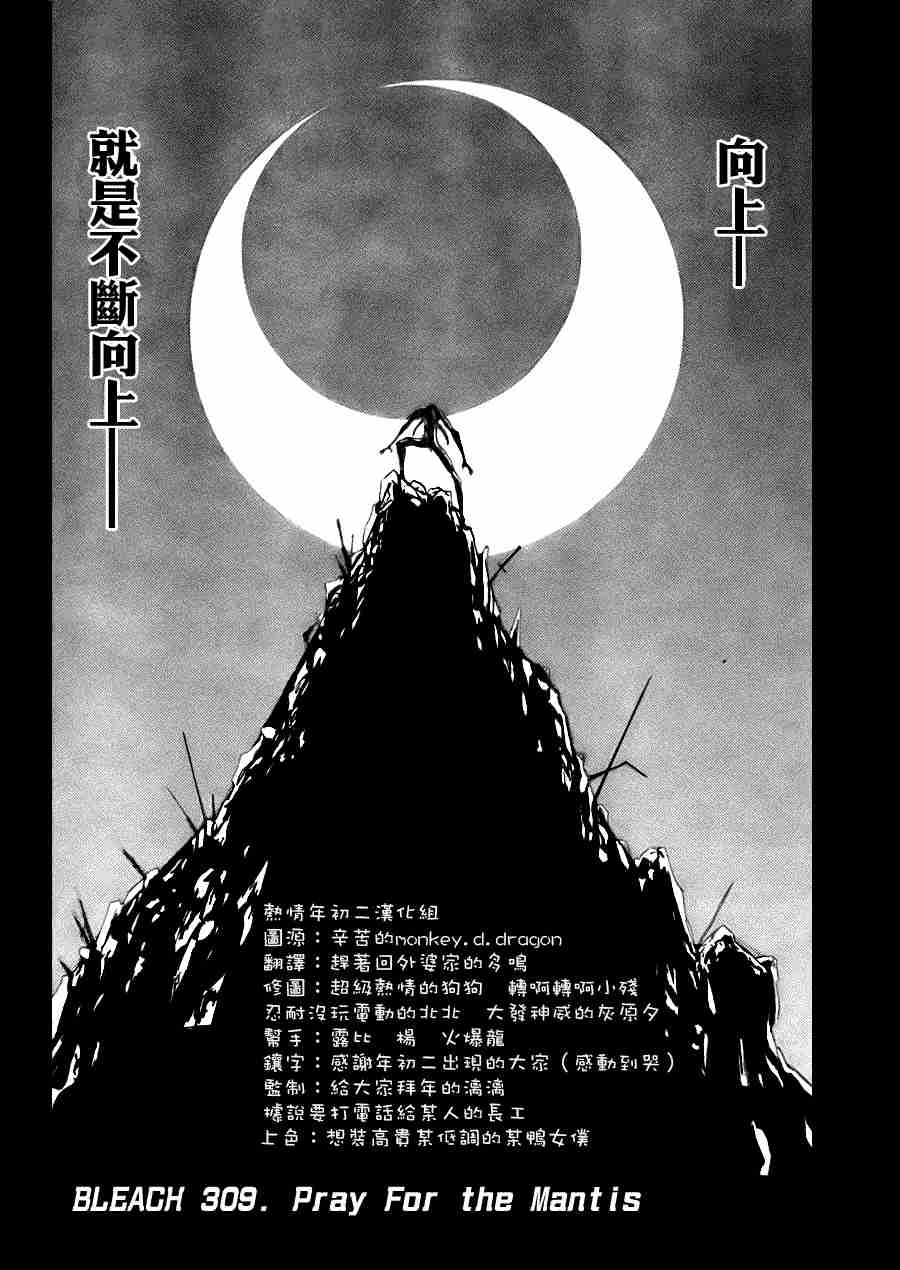 向上—
就是不斷向上——
熱情年初二漢化組
圖源：辛苦的monkey.d.dragon
翻譯：趕著回外婆家的多鳴
修圖：超級熱情的狗狗　轉啊轉啊小殘
忍耐沒玩電動的北北　大發神威的灰原夕
幫手：露比　楊　火爆龍
鑲字：感謝年初二出現的大家（感動到哭）
監制：給大家拜年的漓漓
據說要打電話給某人的長工
上色：想裝高貴某低調的某鴨女僕
BLEACH 309. Pray For the Mantis